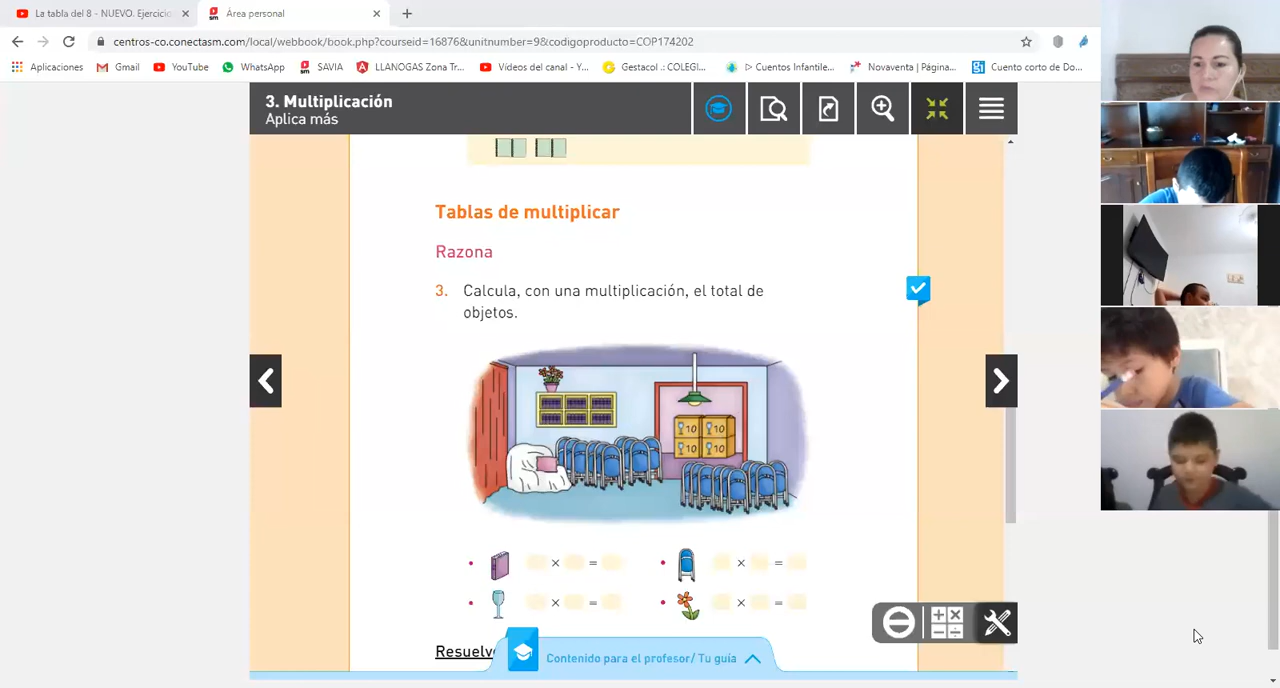 La tabla del 8 - NUEVO. Ejercicio
Área personal
centros-co.conectasm.com/local/webbook/book.php?courseid=16876&unitnumber=9&codigoproducto=COP174202
Aplicaciones
Gmail
YouTube
WhatsApp
SAVIA
LLANOGAS Zona Tr...
Vídeos del canal - Y...
Gestacol .: COLEGI...
▷ Cuentos Infantile...
Novaventa | Página...
Cuento corto de Do...
3. Multiplicación
Aplica más
Tablas de multiplicar
Razona
3. Calcula, con una multiplicación, el total de
objetos.
10 10
10 10
× = × =
× = × =
Resuelv
Contenido para el profesor/ Tu guía